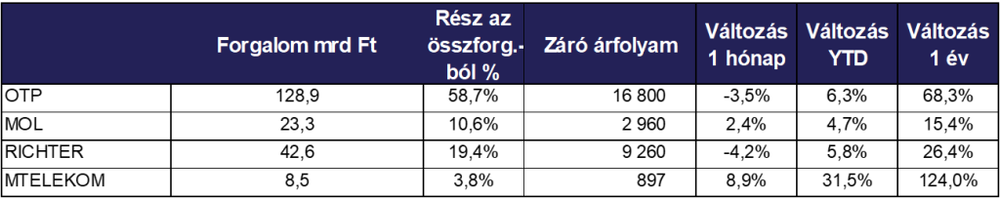 Forgalom mrd Ft Rész az összforg.-ból % Záró árfolyam Változás 1 hónap Változás YTD Változás 1 év
OTP 128,9 58,7% 16 800 -3,5% 6,3% 68,3%
MOL 23,3 10,6% 2 960 2,4% 4,7% 15,4%
RICHTER 42,6 19,4% 9 260 -4,2% 5,8% 26,4%
MTELEKOM 8,5 3,8% 897 8,9% 31,5% 124,0%